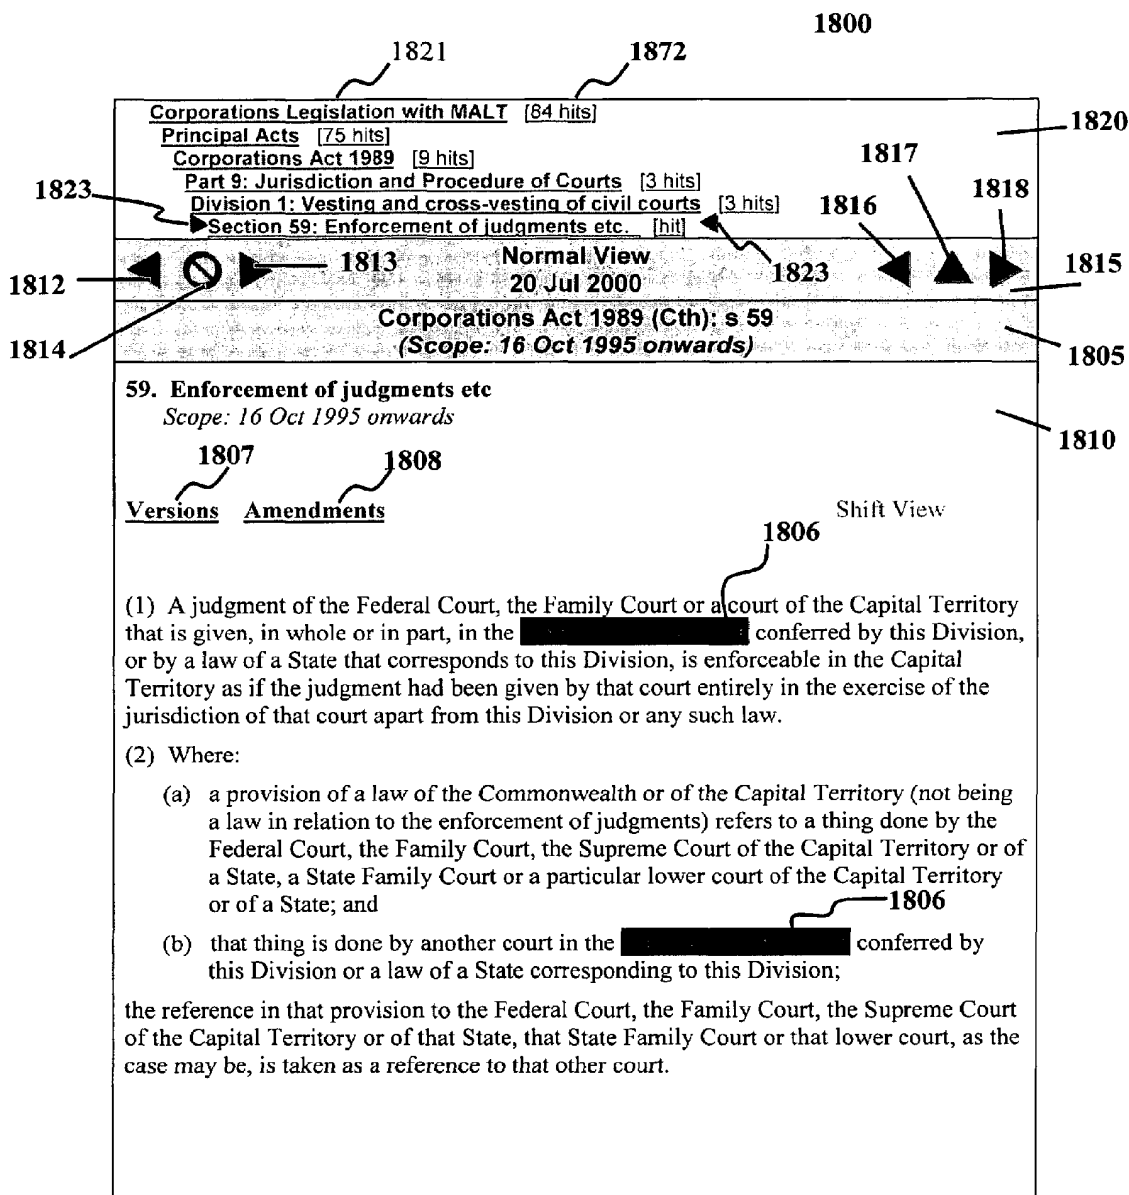 1800
1821 1872
Corporations Legislation with MALT [84 hits]
1820
Principal Acts [75 hits]
1817
Corporations Act 1989 [9 hits]
1823 Part 9: Jurisdiction and Procedure of Courts [3 hits] 1818
Division 1: Vesting and cross-vesting of civil courts [3 hits] 1816
Section 59: Enforcement of judgments etc. [hit]
1812 1813 Normal View 1823 1815
20 Jul 2000
1814 Corporations Act 1989 (Cth): s 59
(Scope: 16 Oct 1995 onwards) 1805
59. Enforcement of judgments etc
Scope: 16 Oct 1995 onwards
1810
1807 1808
Versions Amendments Shift View
1806
(1) A judgment of the Federal Court, the Family Court or a court of the Capital Territory
that is given, in whole or in part, in the conferred by this Division,
or by a law of a State that corresponds to this Division, is enforceable in the Capital
Territory as if the judgment had been given by that court entirely in the exercise of the
jurisdiction of that court apart from this Division or any such law.
(2) Where:
(a) a provision of a law of the Commonwealth or of the Capital Territory (not being
a law in relation to the enforcement of judgments) refers to a thing done by the
Federal Court, the Family Court, the Supreme Court of the Capital Territory or of
a State, a State Family Court or a particular lower court of the Capital Territory
or of a State; and
1806
(b) that thing is done by another court in the conferred by
this Division or a law of a State corresponding to this Division;
the reference in that provision to the Federal Court, the Family Court, the Supreme Court
of the Capital Territory or of that State, that State Family Court or that lower court, as the
case may be, is taken as a reference to that other court.